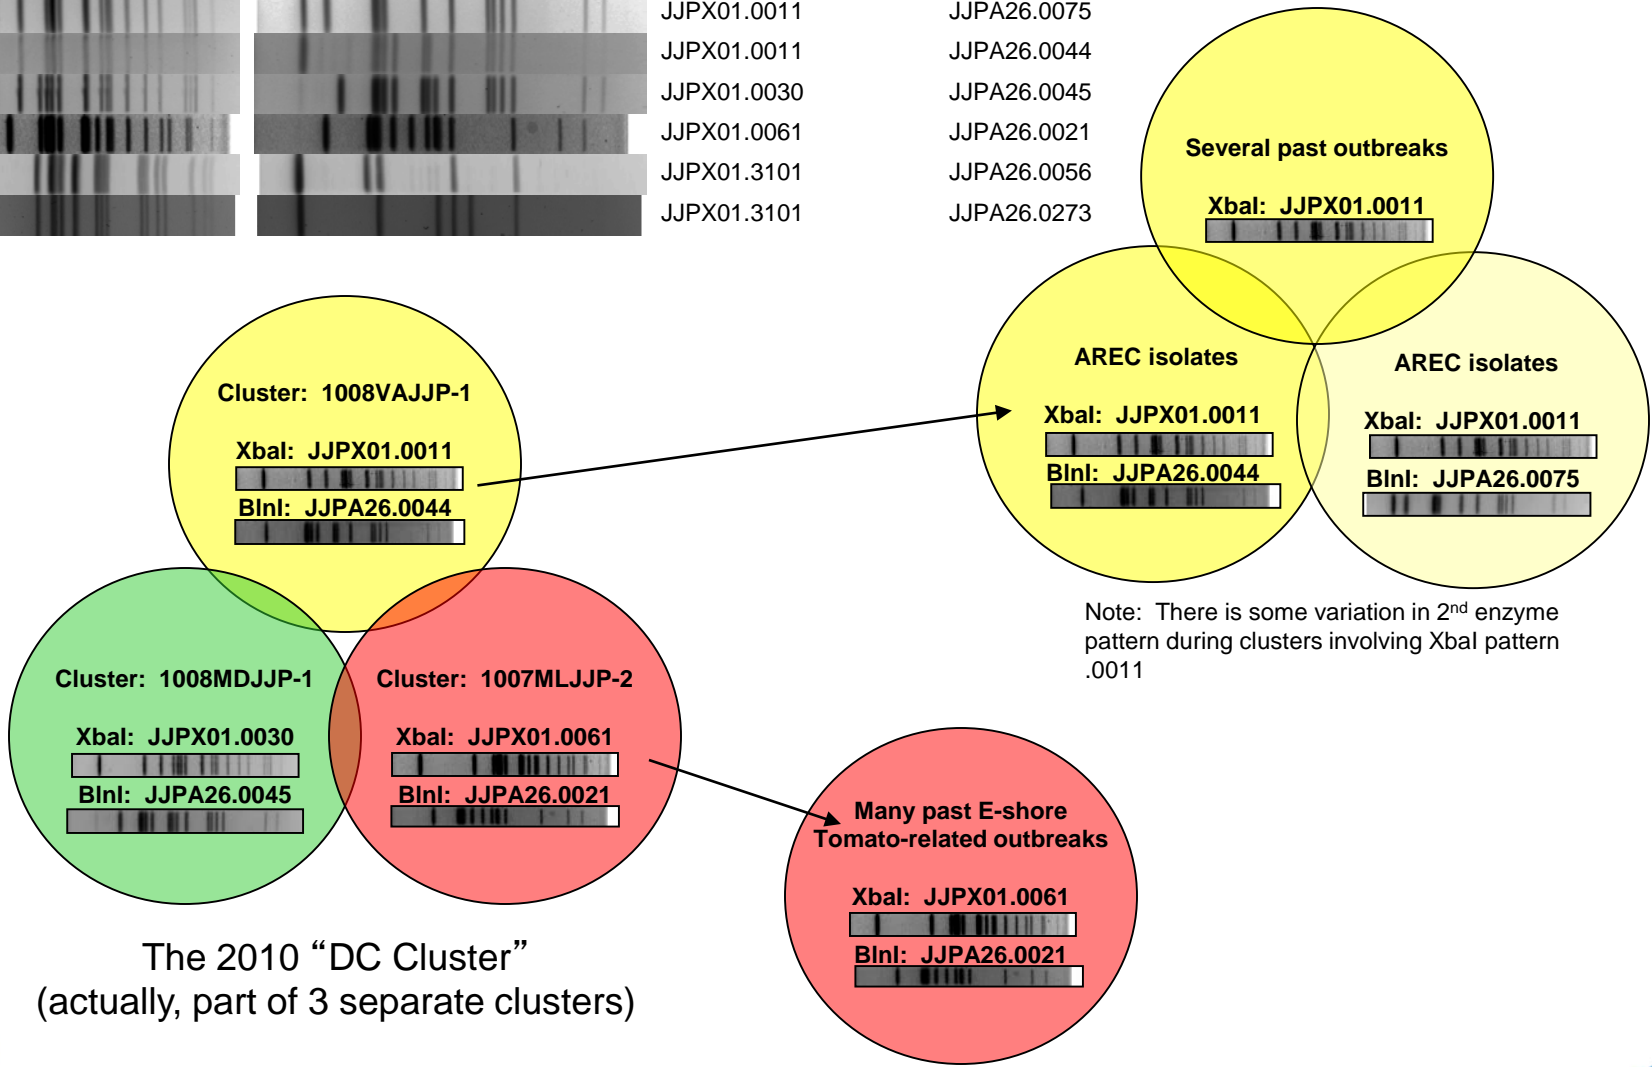 JJPX01.0011 JJPA26.0075
JJPX01.0011 JJPA26.0044
JJPX01.0030 JJPA26.0045
JJPX01.0061 JJPA26.0021
JJPX01.3101 JJPA26.0056
JJPX01.3101 JJPA26.0273
Several past outbreaks
XbaI: JJPX01.0011
AREC isolates
XbaI: JJPX01.0011
BlnI: JJPA26.0044
AREC isolates
XbaI: JJPX01.0011
BlnI: JJPA26.0075
Note: There is some variation in 2nd enzyme
pattern during clusters involving XbaI pattern
.0011
Cluster: 1008VAJJP-1
XbaI: JJPX01.0011
BlnI: JJPA26.0044
Cluster: 1008MDJJP-1
XbaI: JJPX01.0030
BlnI: JJPA26.0045
Cluster: 1007MLJJP-2
XbaI: JJPX01.0061
BlnI: JJPA26.0021
Many past E-shore
Tomato-related outbreaks
XbaI: JJPX01.0061
BlnI: JJPA26.0021
The 2010 “DC Cluster”
(actually, part of 3 separate clusters)